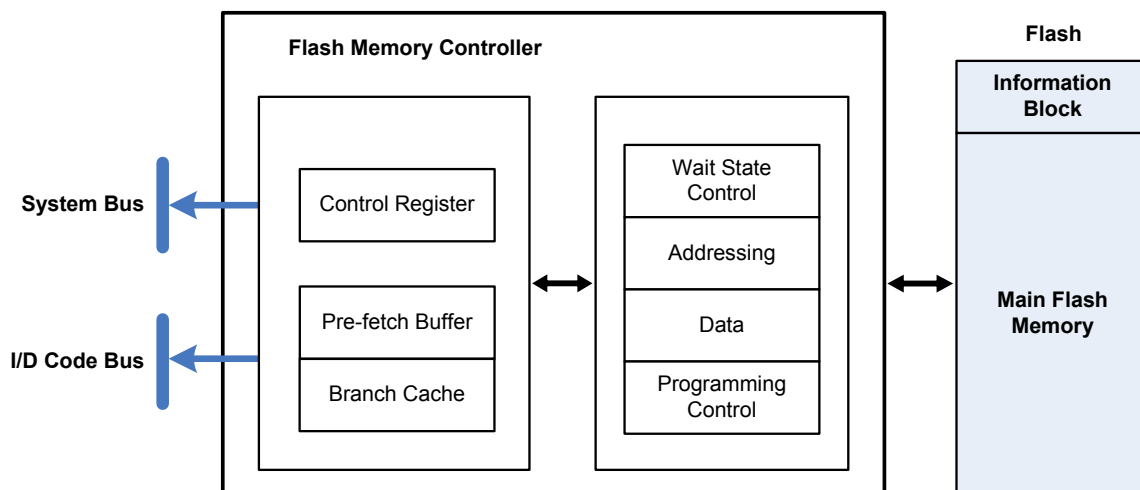 Flash Memory Controller
Flash
Information
Block
System Bus
Control Register
Wait State
Control
Addressing
I/D Code Bus
Pre-fetch Buffer
Branch Cache
Data
Programming
Control
Main Flash
Memory